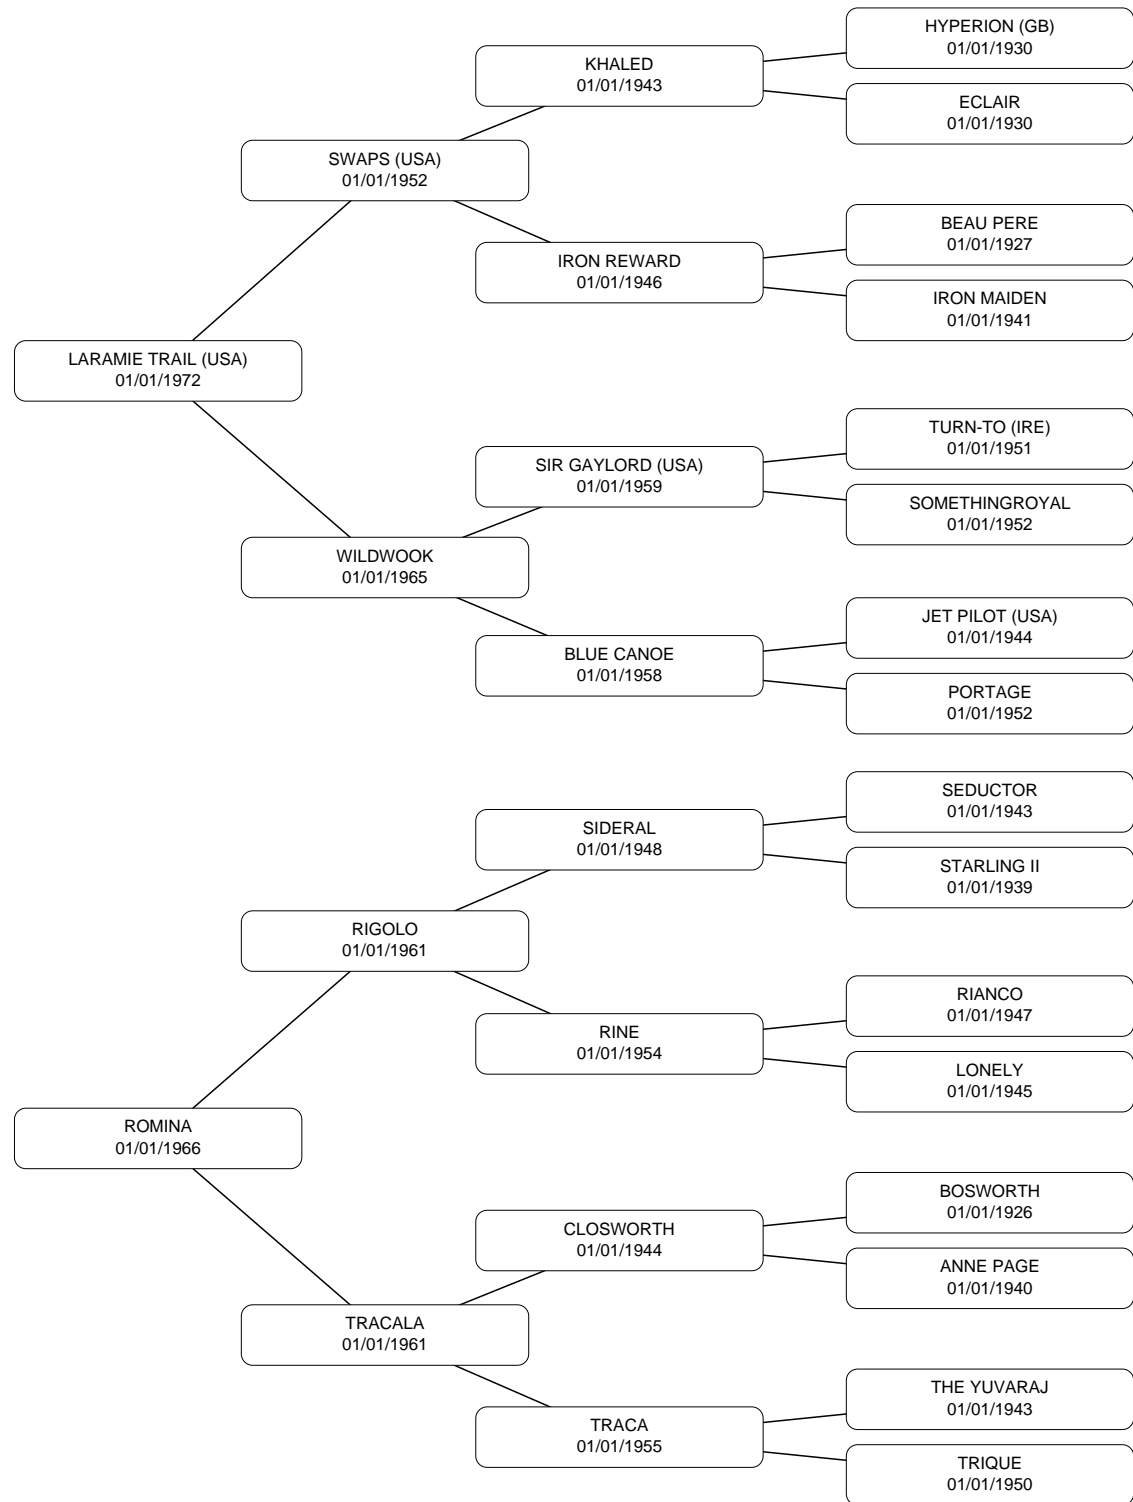 HYPERION (GB)
01/01/1930
KHALED
01/01/1943
ECLAIR
01/01/1930
SWAPS (USA)
01/01/1952
BEAU PERE
01/01/1927
IRON REWARD
01/01/1946
IRON MAIDEN
01/01/1941
LARAMIE TRAIL (USA)
01/01/1972
TURN-TO (IRE)
01/01/1951
SIR GAYLORD (USA)
01/01/1959
SOMETHINGROYAL
01/01/1952
WILDWOOK
01/01/1965
JET PILOT (USA)
01/01/1944
BLUE CANOE
01/01/1958
PORTAGE
01/01/1952
SEDUCTOR
01/01/1943
SIDERAL
01/01/1948
STARLING II
01/01/1939
RIGOLO
01/01/1961
RIANCO
01/01/1947
RINE
01/01/1954
LONELY
01/01/1945
ROMINA
01/01/1966
BOSWORTH
01/01/1926
CLOSWORTH
01/01/1944
ANNE PAGE
01/01/1940
TRACALA
01/01/1961
THE YUVARAJ
01/01/1943
TRACA
01/01/1955
TRIQUE
01/01/1950